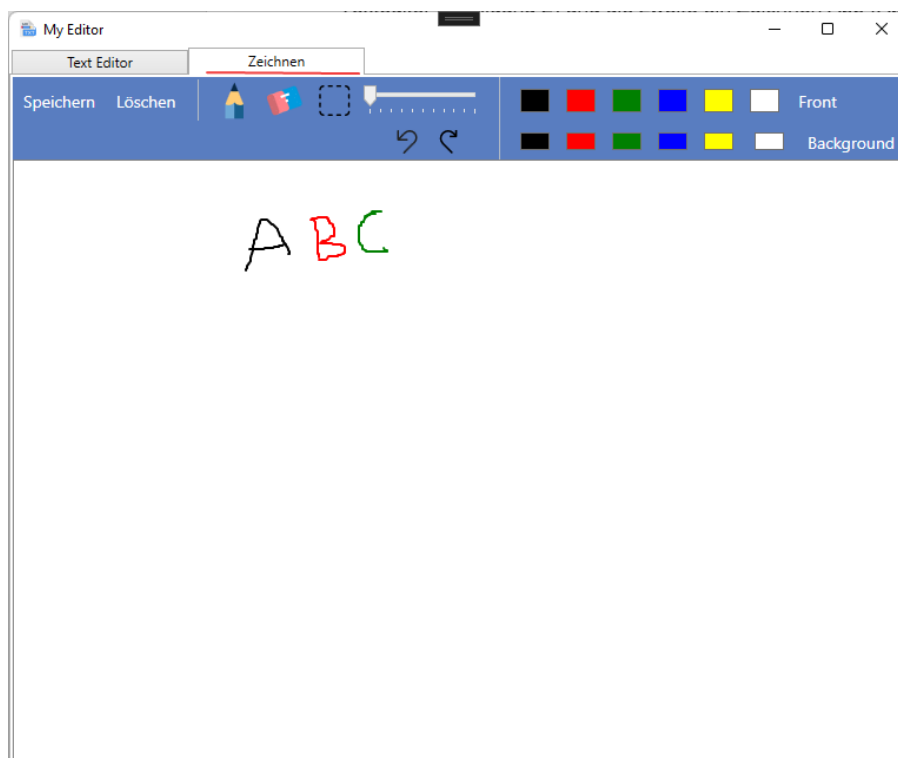 My Editor
Text Editor Zeichnen
Speichern Löschen Front
Background
A B C